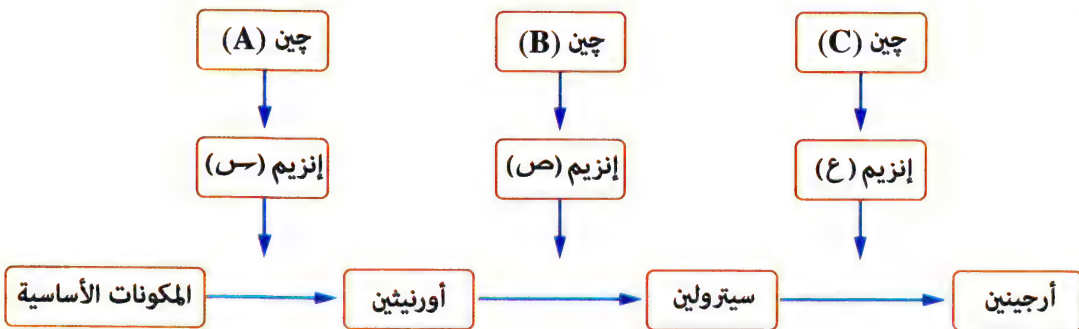 چين (A)
چين (B)
چين (C)
إنزيم (س)
إنزيم (ص)
إنزيم (ع)
المكونات الأساسية
أورنيثين
سيترولين
أرجينين